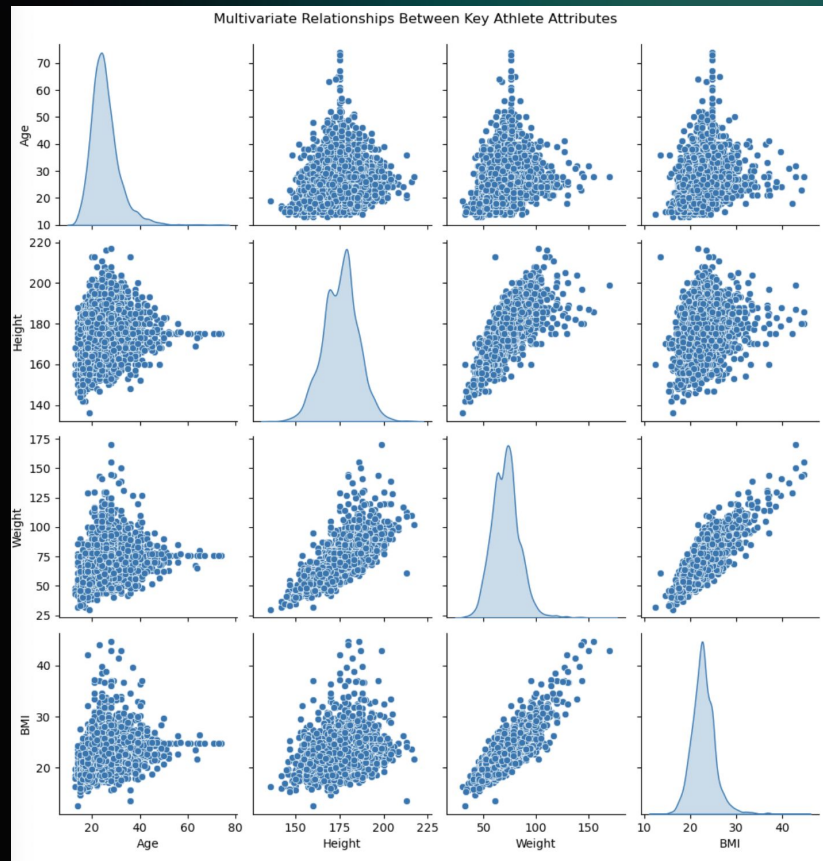 Multivariate Relationships Between Key Athlete Attributes
70
60
50
40
30
20
10
Age
220
200
180
160
140
Height
175
150
125
100
75
50
25
Weight
40
30
20
BMI
20 40 60 80
150 175 200 225
50 100 150
10 20 30 40
Age Height Weight BMI